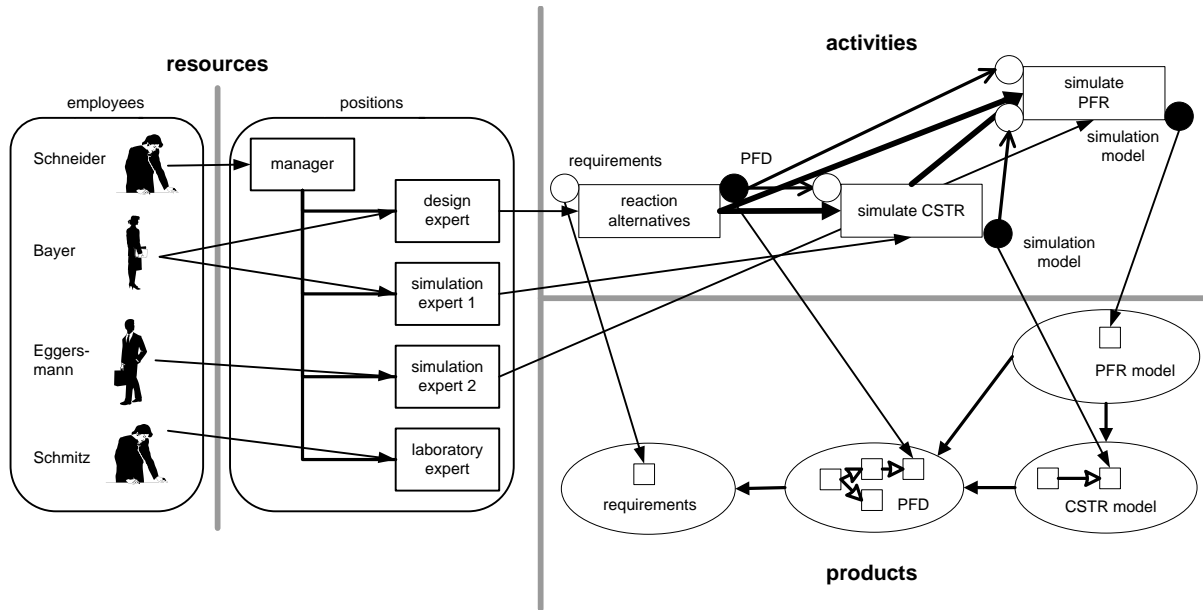 resources
employees
positions
Schneider
Bayer
Eggers-
mann
Schmitz
manager
design
expert
simulation
expert 1
simulation
expert 2
laboratory
expert
activities
requirements
PFD
reaction
alternatives
simulate CSTR
simulate
PFR
simulation
model
simulation
model
PFR model
requirements
PFD
CSTR model
products